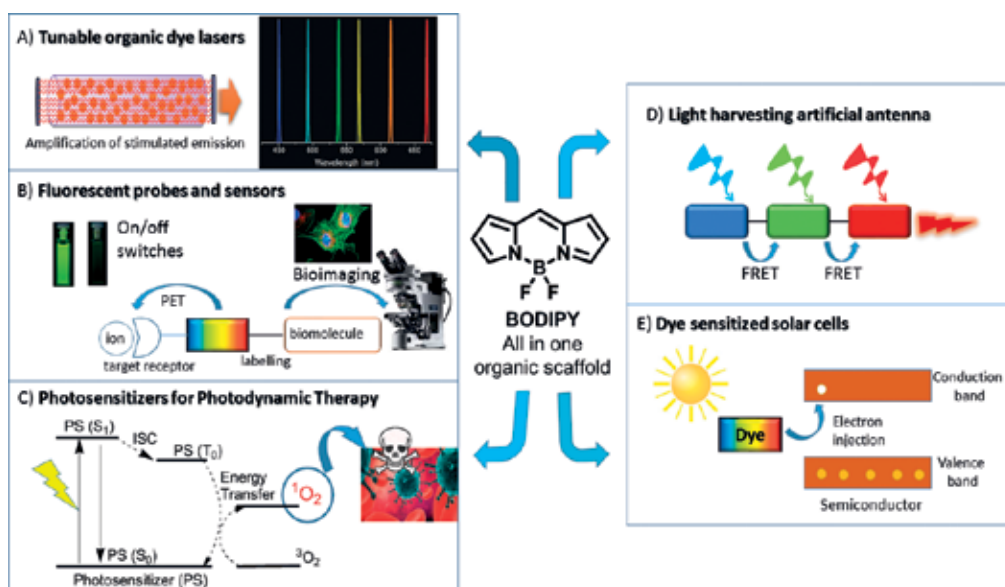 A) Tunable organic dye lasers
Amplification of stimulated emission
Wavelength (nm)
B) Fluorescent probes and sensors
On/off
switches
Bioimaging
PET
ion
biomolecule
target receptor
labelling
C) Photosensitizers for Photodynamic Therapy
PS (S1)
ISC
PS (T0)
Energy
Transfer
1O2
PS (S0)
3O2
Photosensitizer (PS)
N
N
B
F
F
BODIPY
All in one
organic scaffold
D) Light harvesting artificial antenna
FRET
FRET
E) Dye sensitized solar cells
Conduction
band
Dye
Electron
injection
Valence
band
Semiconductor